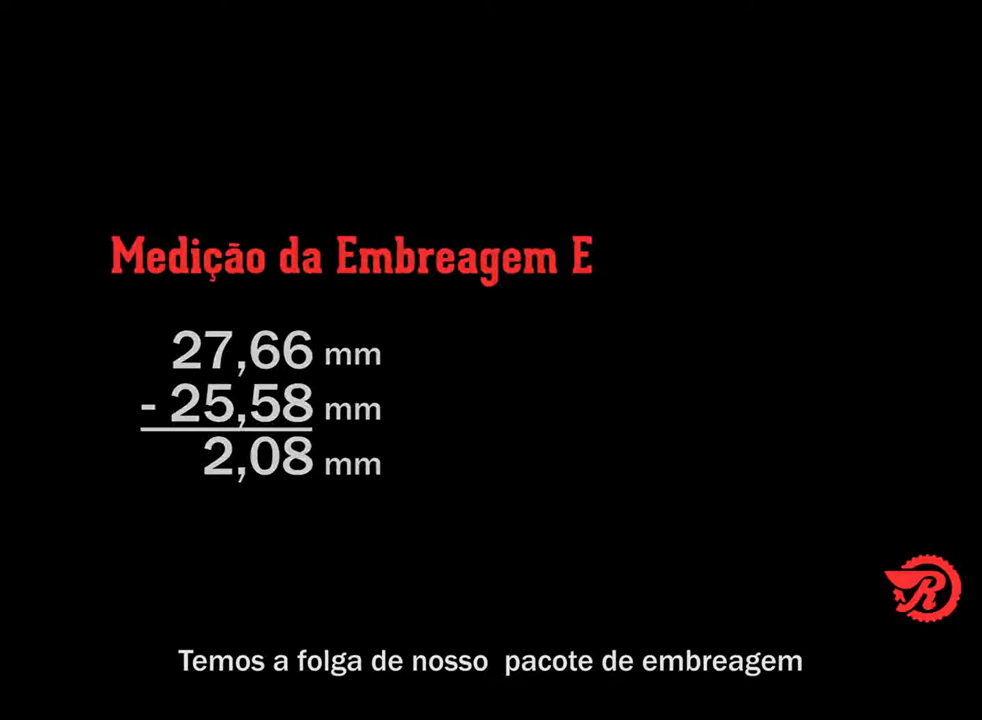 Medição da Embreagem E
27,66 mm
- 25,58 mm
2,08 mm
R
Temos a folga de nosso pacote de embreagem